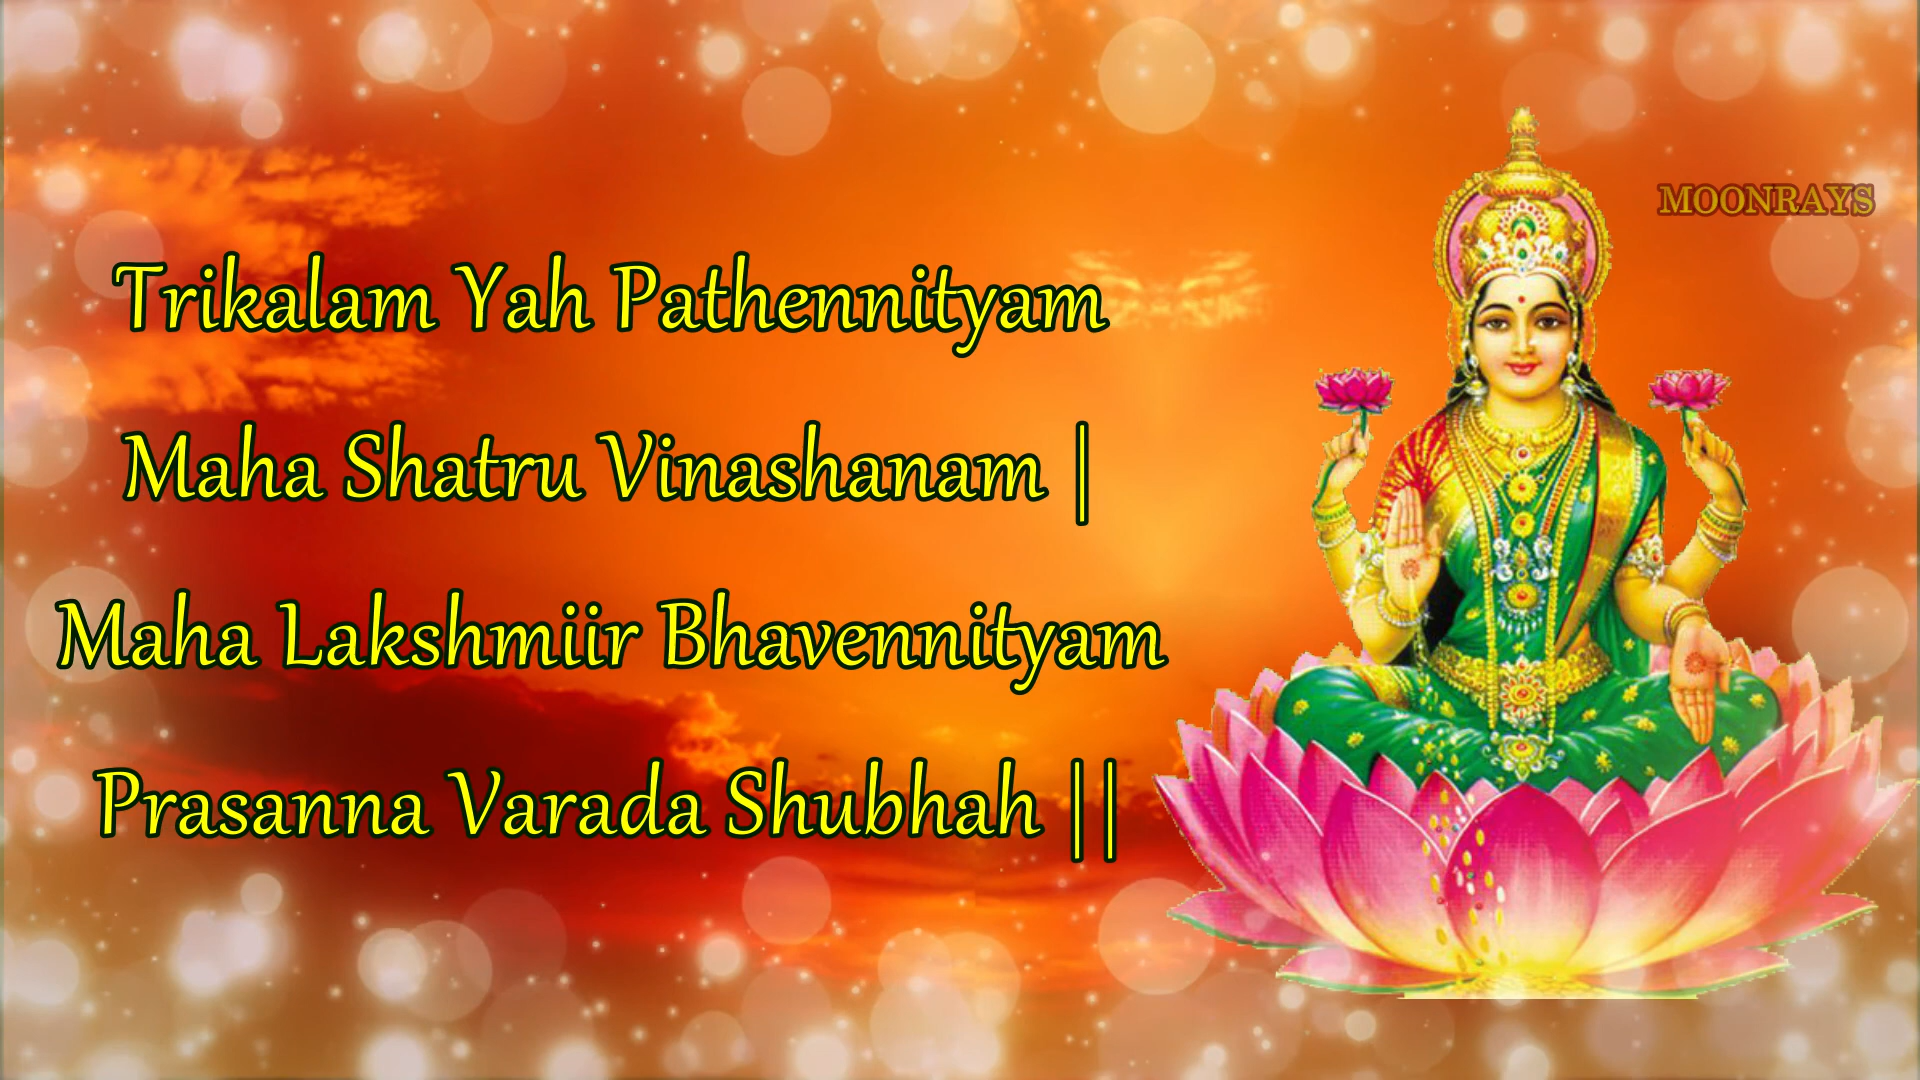 MOONRAYS
Trikalam Yah Pathennityam
Maha Shatru Vinashanam |
Maha Lakshmiir Bhavennityam
Prasanna Varada Shubhah ||